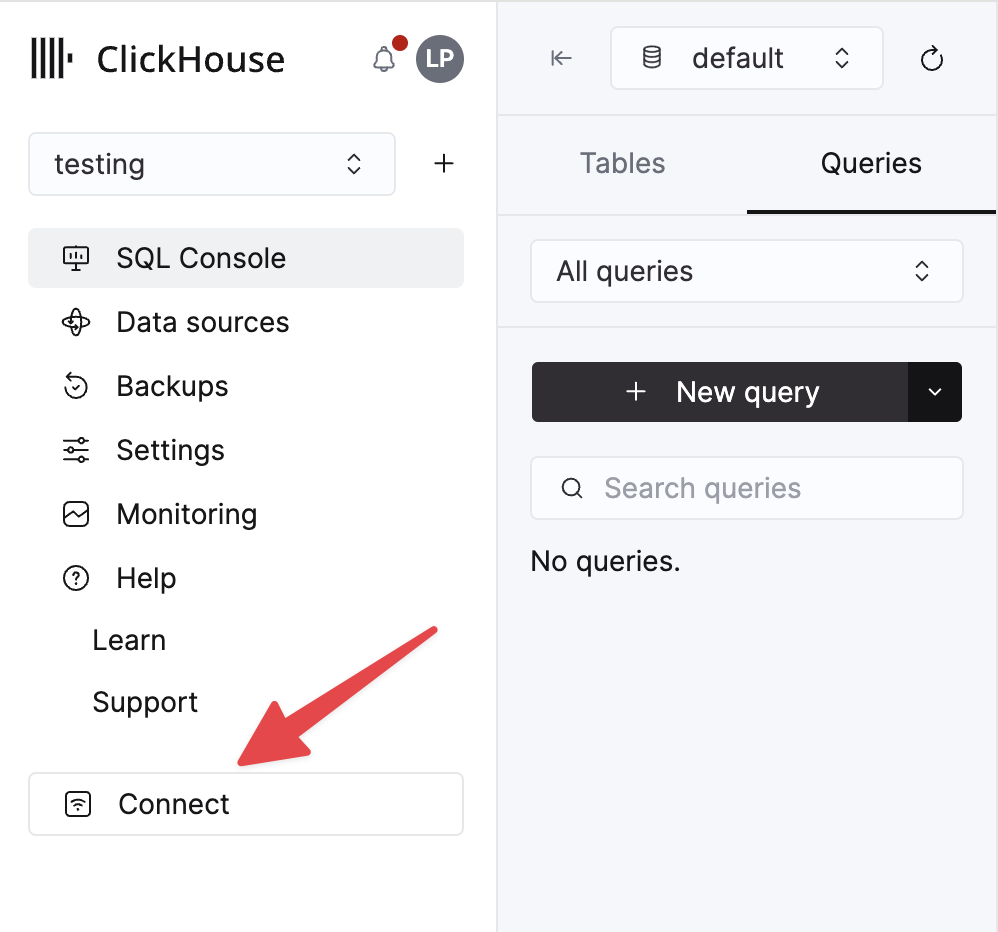 ClickHouse
LP
testing
SQL Console
Data sources
Backups
Settings
Monitoring
Help
Learn
Support
Connect
default
Tables
Queries
All queries
New query
Search queries
No queries.